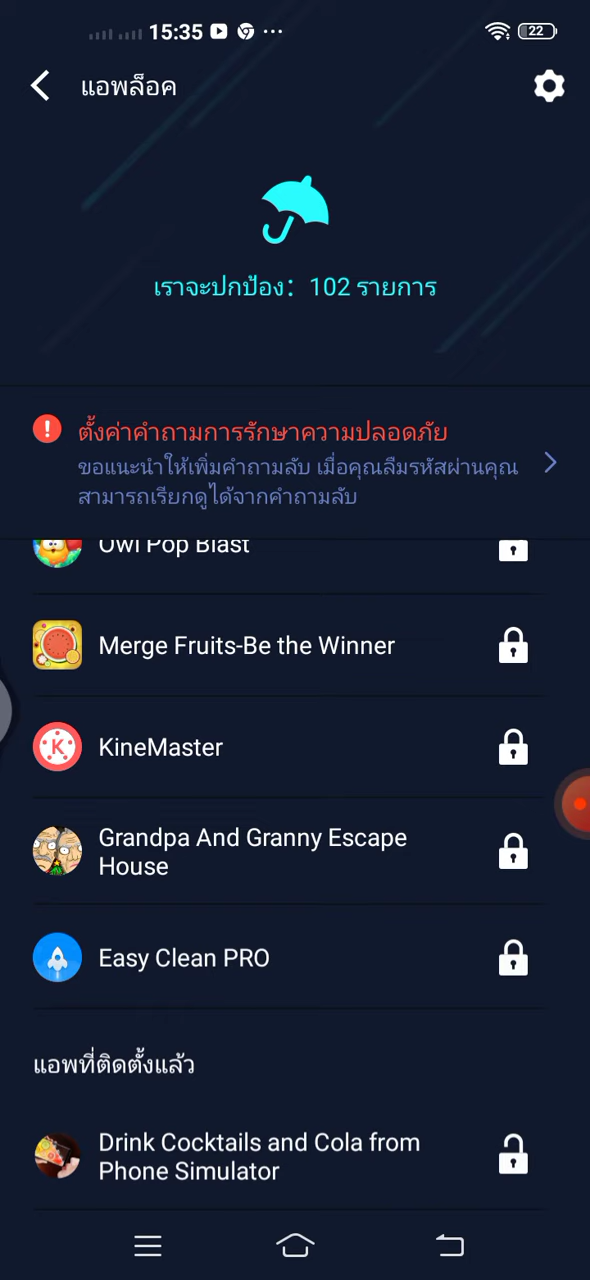 15:35
22
แอพล็อค
เราจะปกป้อง: 102 รายการ
ตั้งค่าคำถามการรักษาความปลอดภัย
ขอแนะนำให้เพิ่มคำถามลับ เมื่อคุณลืมรหัสผ่านคุณ
สามารถเรียกดูได้จากคำถามลับ
Owl Pop Blast
Merge Fruits-Be the Winner
KineMaster
Grandpa And Granny Escape
House
Easy Clean PRO
แอพที่ติดตั้งแล้ว
Drink Cocktails and Cola from
Phone Simulator